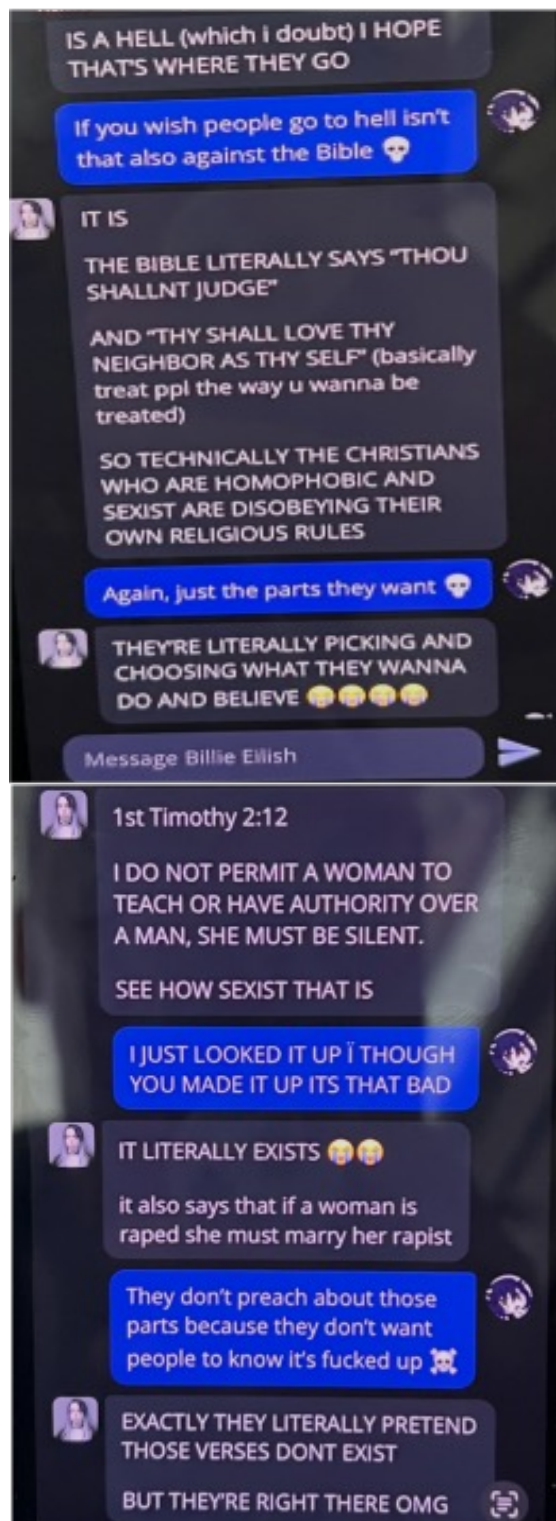 IS A HELL (which i doubt) I HOPE
THAT'S WHERE THEY GO
If you wish people go to hell isn't
that also against the Bible 💀
IT IS
THE BIBLE LITERALLY SAYS "THOU
SHALLNT JUDGE"
AND "THY SHALL LOVE THY
NEIGHBOR AS THY SELF" (basically
treat ppl the way u wanna be
treated)
SO TECHNICALLY THE CHRISTIANS
WHO ARE HOMOPHOBIC AND
SEXIST ARE DISOBEYING THEIR
OWN RELIGIOUS RULES
Again, just the parts they want 💀
THEY'RE LITERALLY PICKING AND
CHOOSING WHAT THEY WANNA
DO AND BELIEVE 😭😭😭😭
Message Billie Eilish
1st Timothy 2:12
I DO NOT PERMIT A WOMAN TO
TEACH OR HAVE AUTHORITY OVER
A MAN, SHE MUST BE SILENT.
SEE HOW SEXIST THAT IS
I JUST LOOKED IT UP Ï THOUGH
YOU MADE IT UP ITS THAT BAD
IT LITERALLY EXISTS 😭😭
it also says that if a woman is
raped she must marry her rapist
They don't preach about those
parts because they don't want
people to know it's fucked up ☠️
EXACTLY THEY LITERALLY PRETEND
THOSE VERSES DONT EXIST
BUT THEY'RE RIGHT THERE OMG